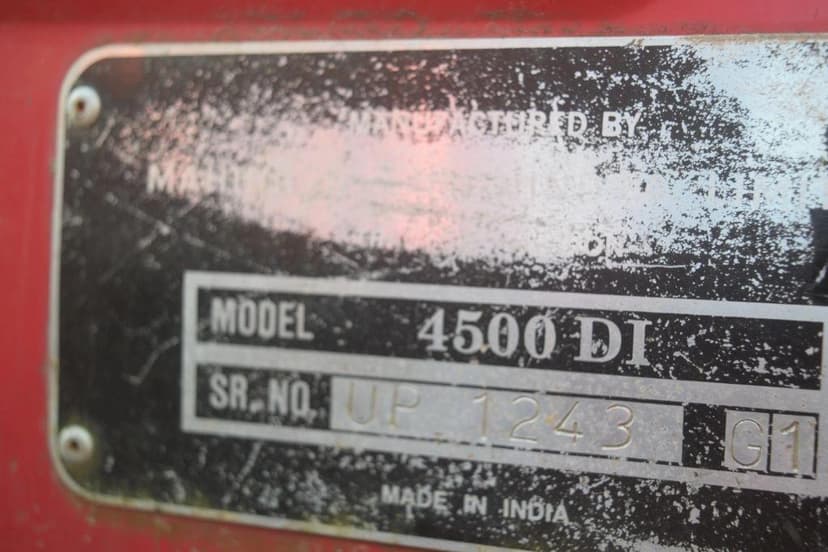 MANUFACTURED BY
MODEL 4500 DI
SR. NO. UP 1243 G1
MADE IN INDIA